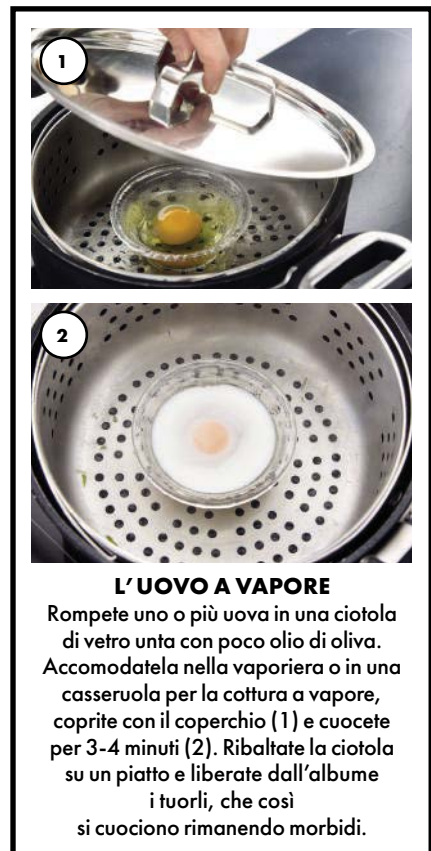 1
2
L'UOVO A VAPORE
Rompete uno o più uova in una ciotola
di vetro unta con poco olio di oliva.
Accomodatela nella vaporiera o in una
casseruola per la cottura a vapore,
coprite con il coperchio (1) e cuocete
per 3-4 minuti (2). Ribaltate la ciotola
su un piatto e liberate dall'albume
i tuorli, che così
si cuociono rimanendo morbidi.